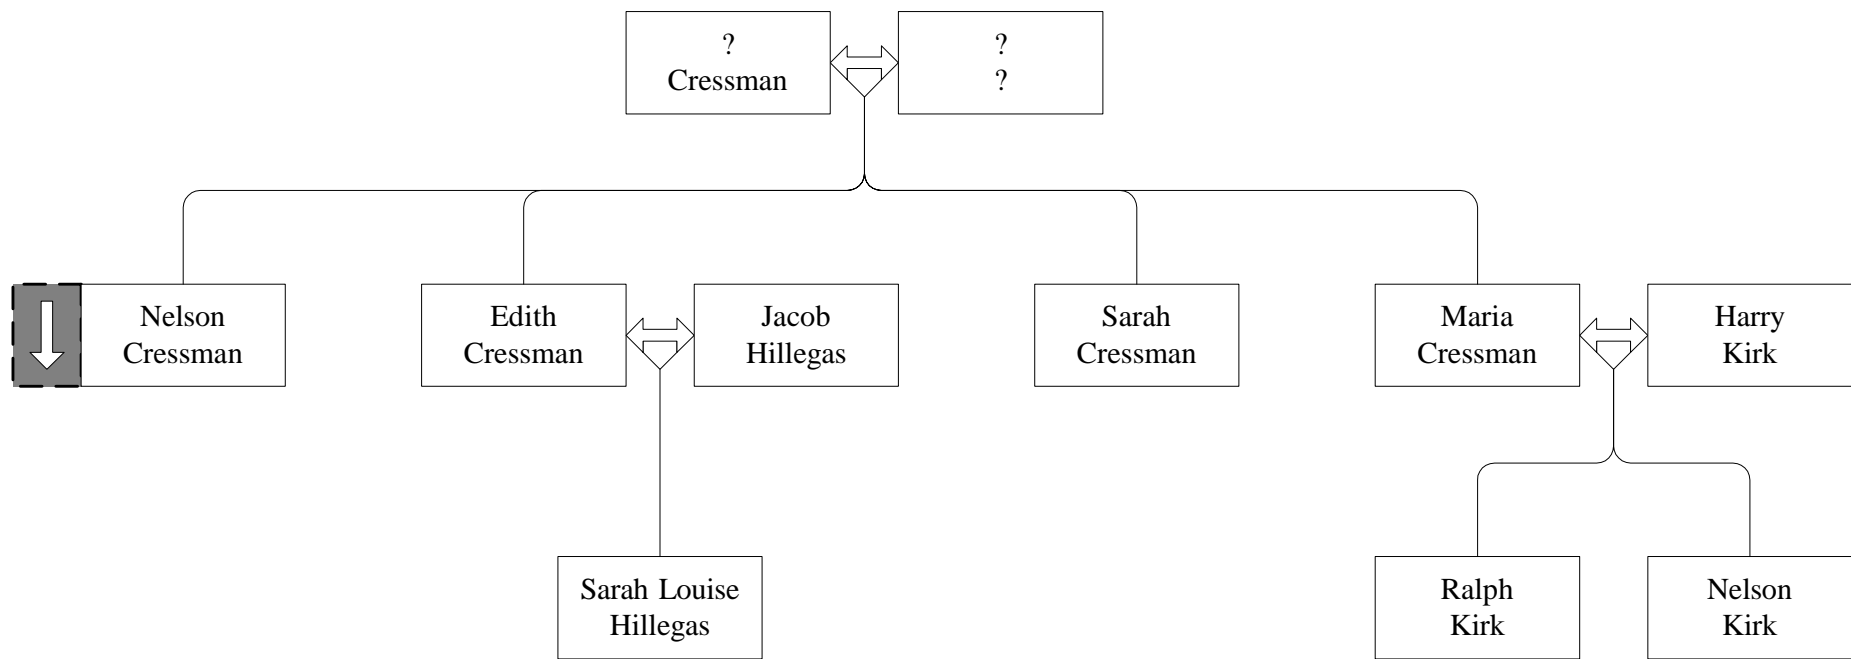 ?
Cressman
?
?
Nelson
Cressman
Edith
Cressman
Jacob
Hillegas
Sarah
Cressman
Maria
Cressman
Harry
Kirk
Sarah Louise
Hillegas
Ralph
Kirk
Nelson
Kirk